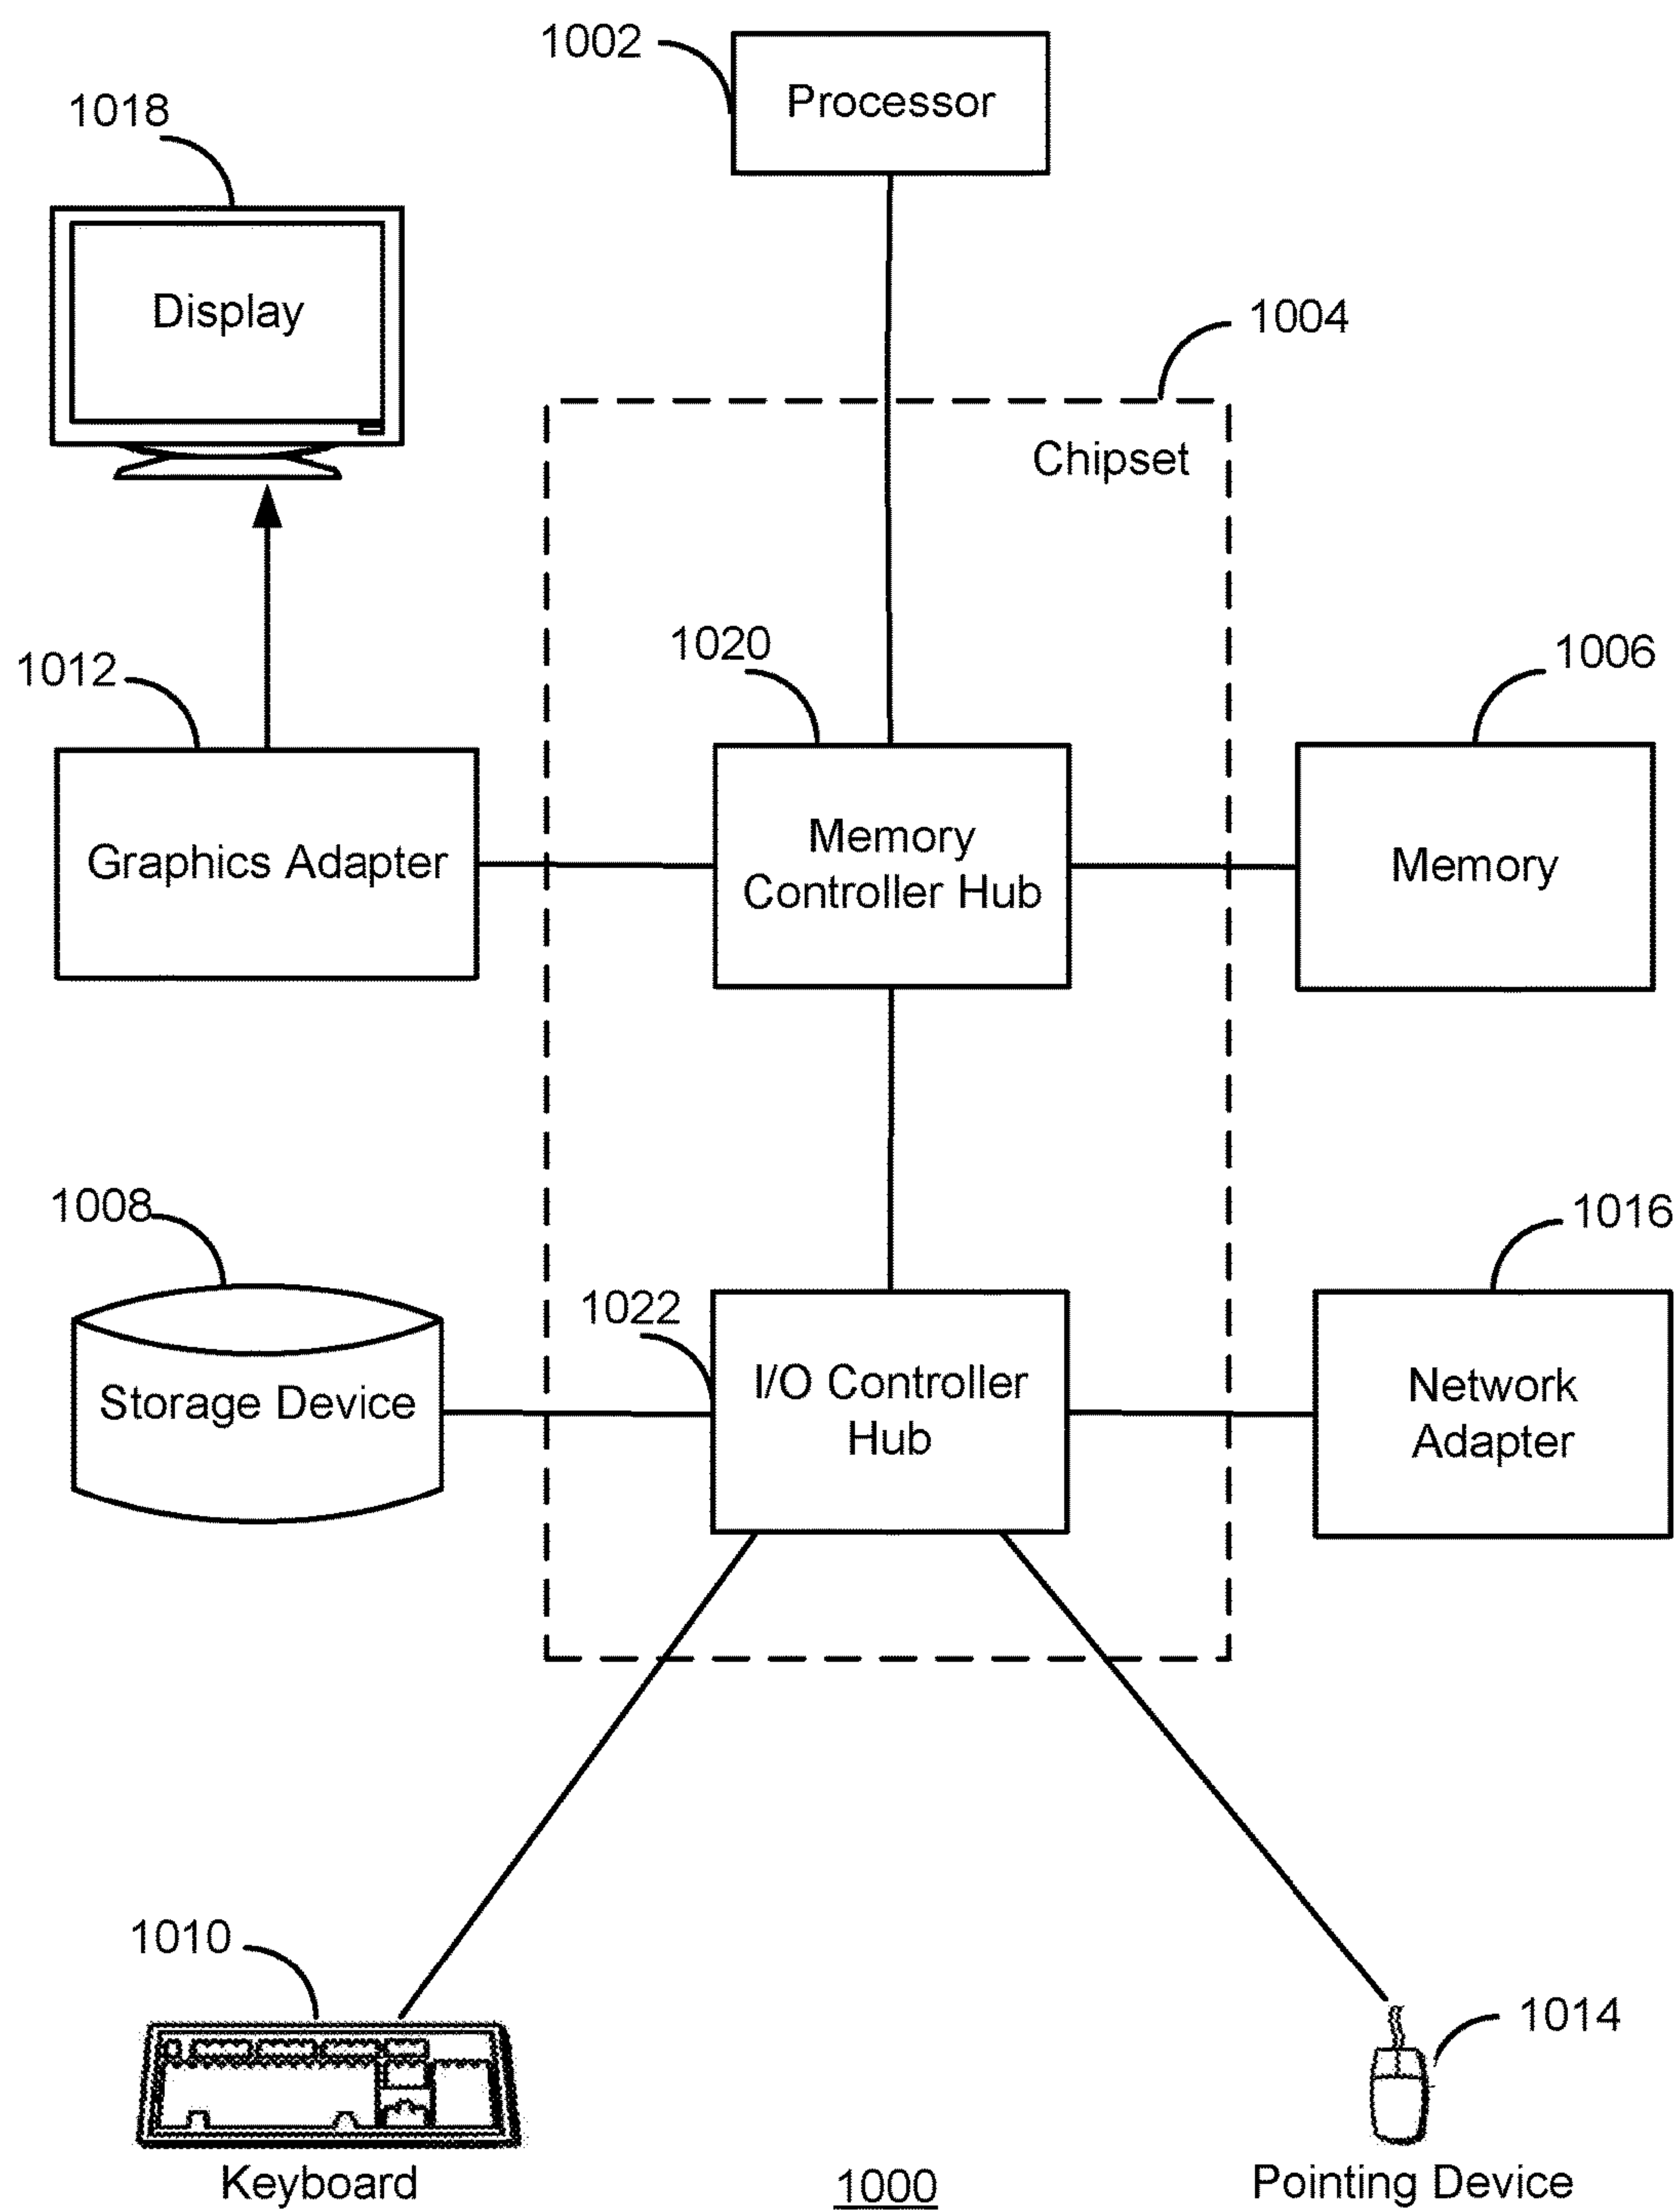 1002
Processor
1018
Display
1004
Chipset
1020
1012
1006
Graphics Adapter
Memory
Controller Hub
Memory
1008
1022
1016
Storage Device
I/O Controller
Hub
Network
Adapter
1010
1014
Keyboard
1000
Pointing Device